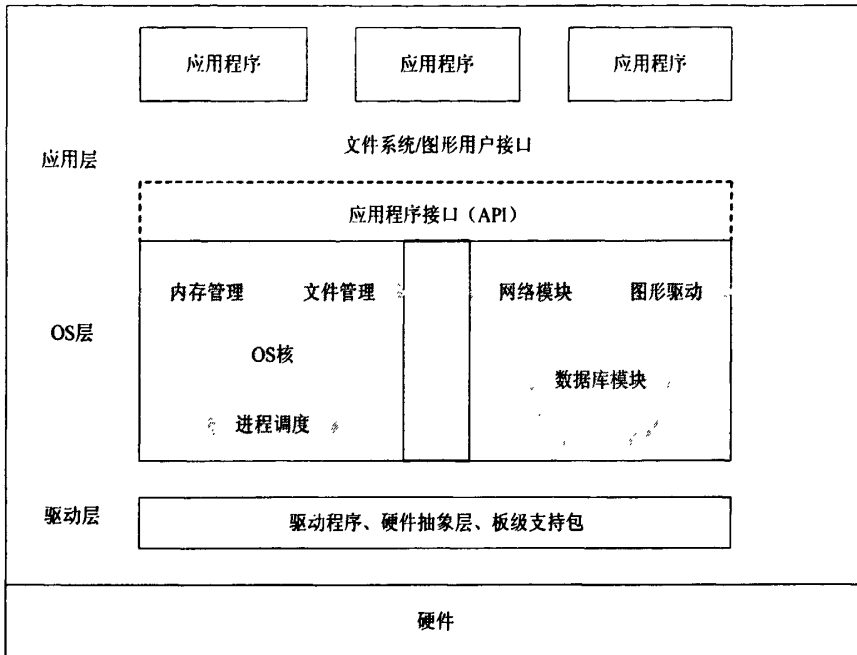 应用程序 应用程序 应用程序
文件系统/图形用户接口
应用层
应用程序接口（API）
内存管理 文件管理 网络模块 图形驱动
OS层
OS核
数据库模块
进程调度
驱动层
驱动程序、硬件抽象层、板级支持包
硬件